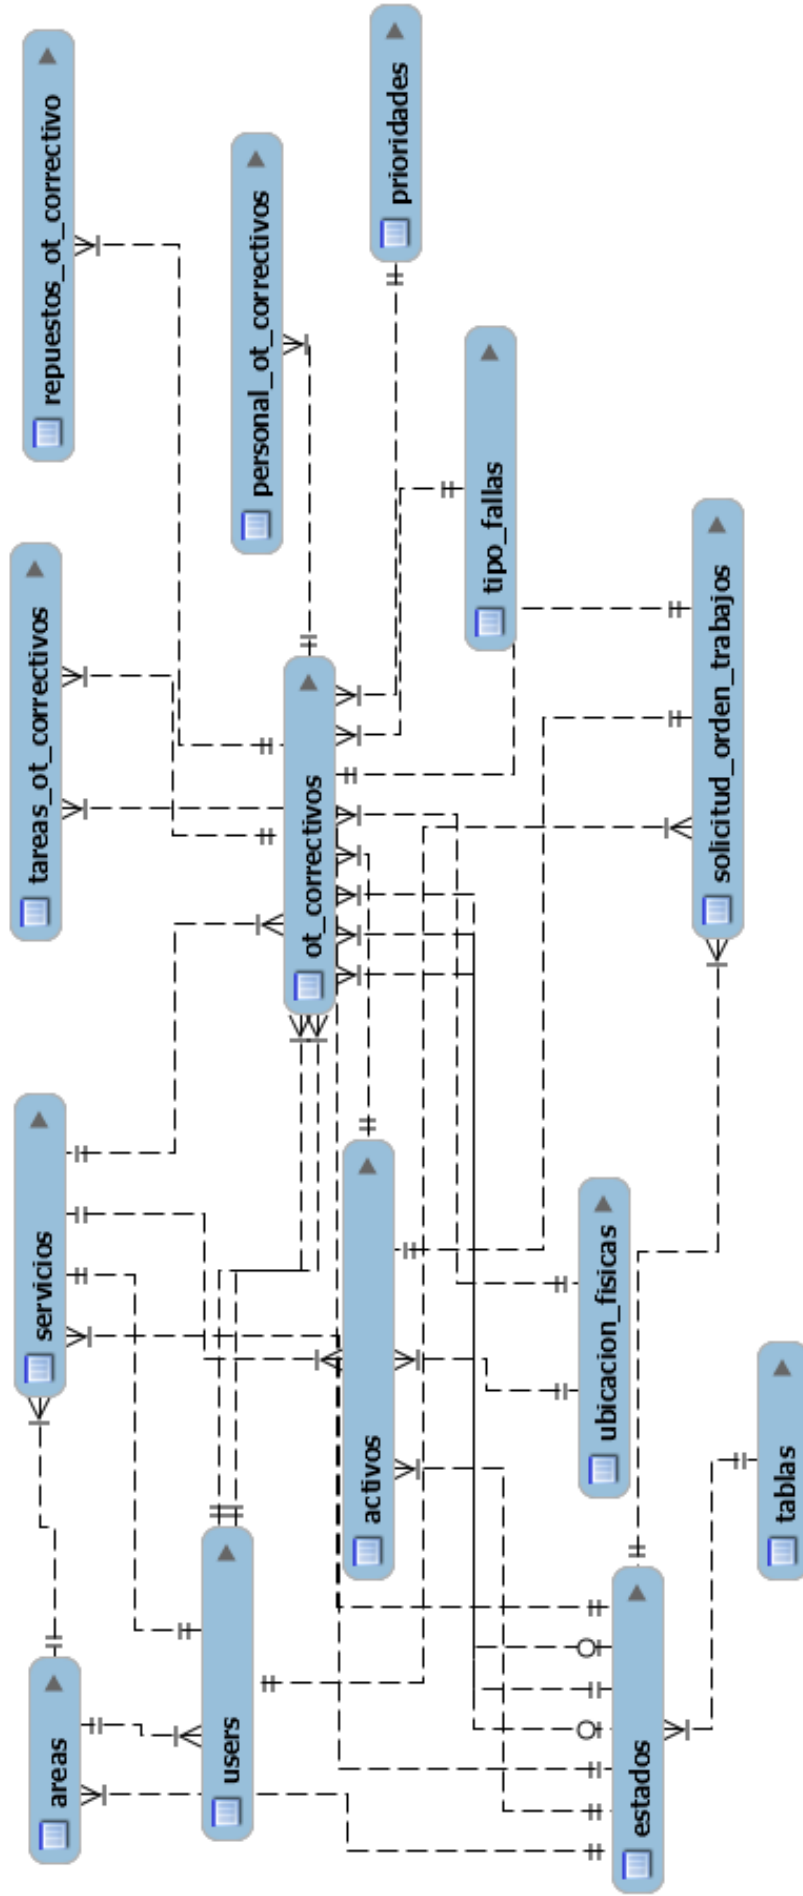 areas
servicios
tareas_ot_correctivos
repuestos_ot_correctivo
users
personal_ot_correctivos
ot_correctivos
activos
prioridades
tipo_fallas
ubicacion_fisicas
estados
solicitud_orden_trabajos
tablas